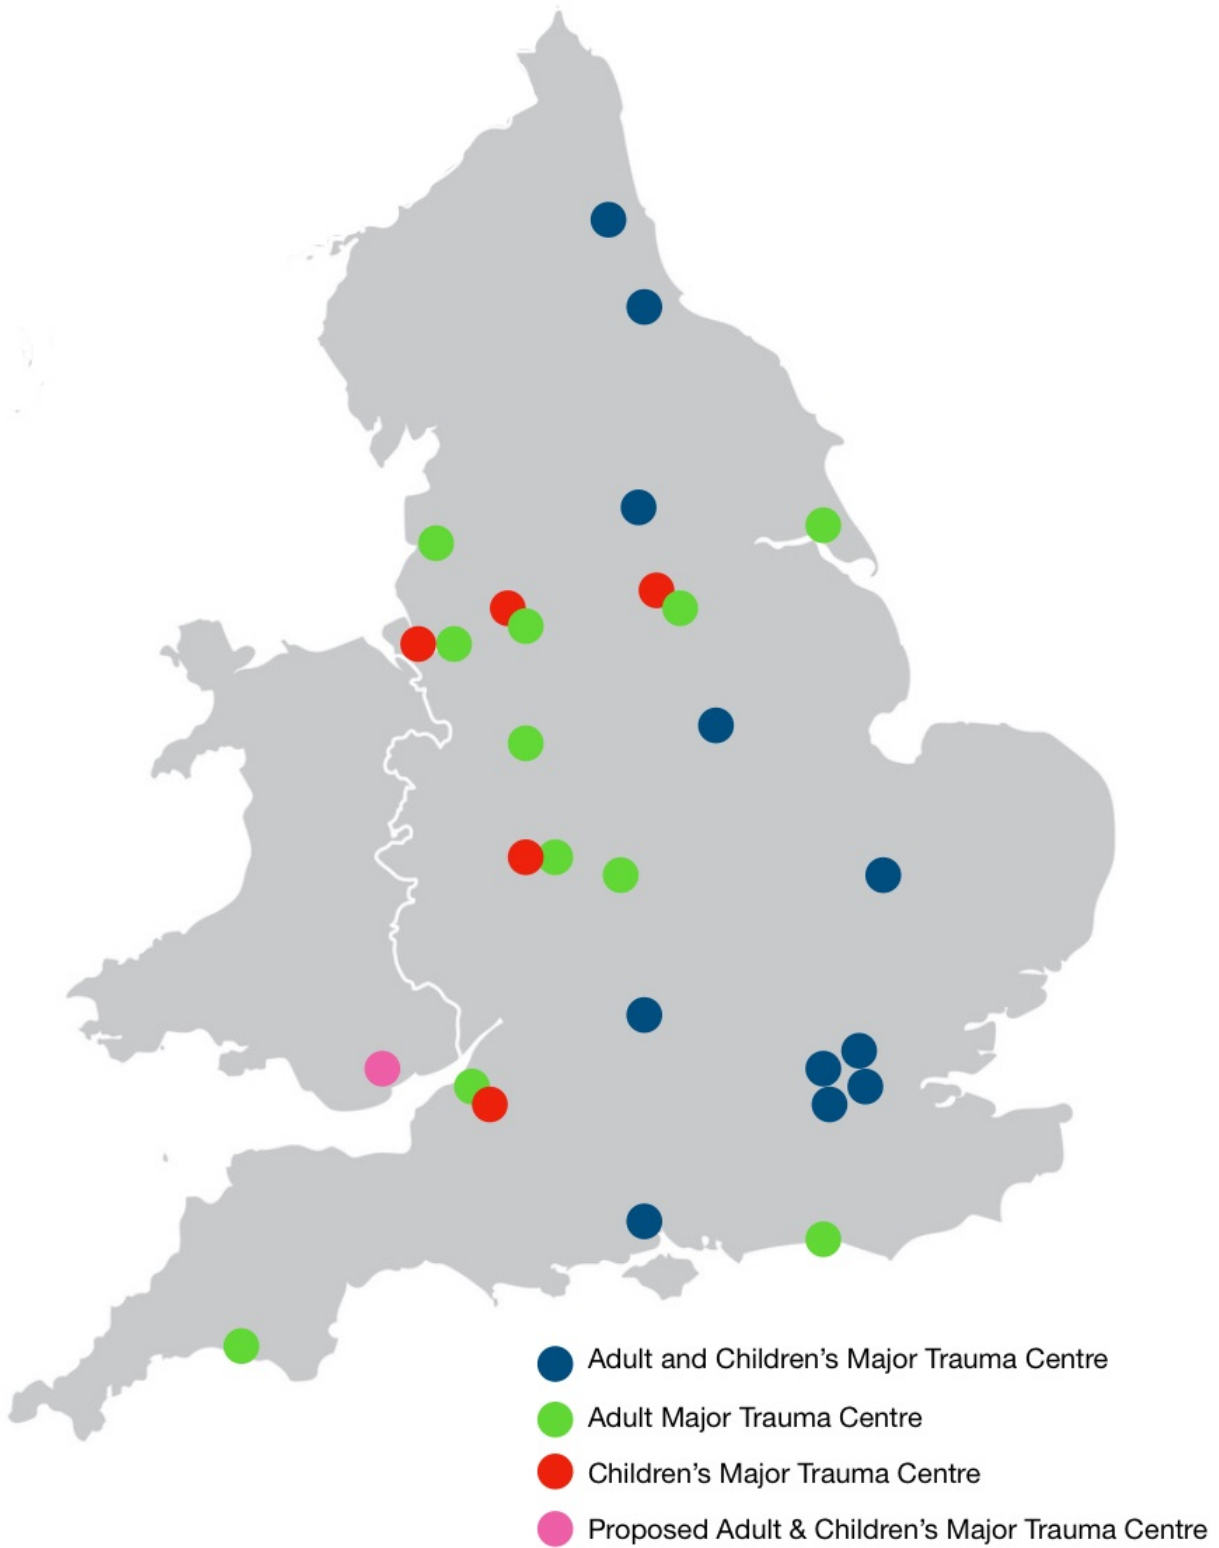 Adult and Children’s Major Trauma Centre
Adult Major Trauma Centre
Children’s Major Trauma Centre
Proposed Adult & Children’s Major Trauma Centre